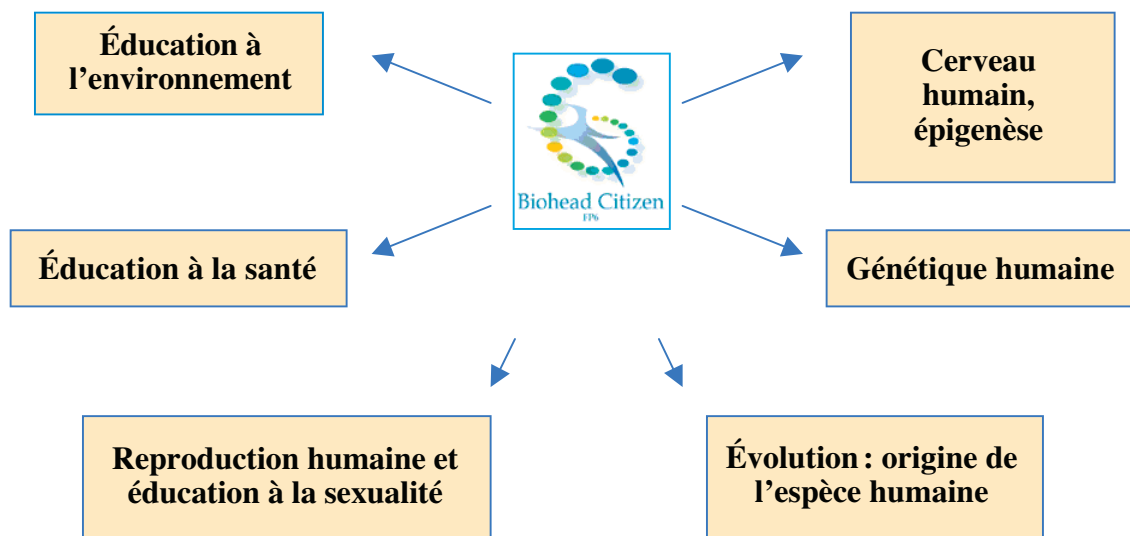 Éducation à
l’environnement
Cerveau
humain,
épigenèse
Biohead Citizen
FP6
Éducation à la santé
Génétique humaine
Reproduction humaine et
éducation à la sexualité
Évolution : origine de
l’espèce humaine